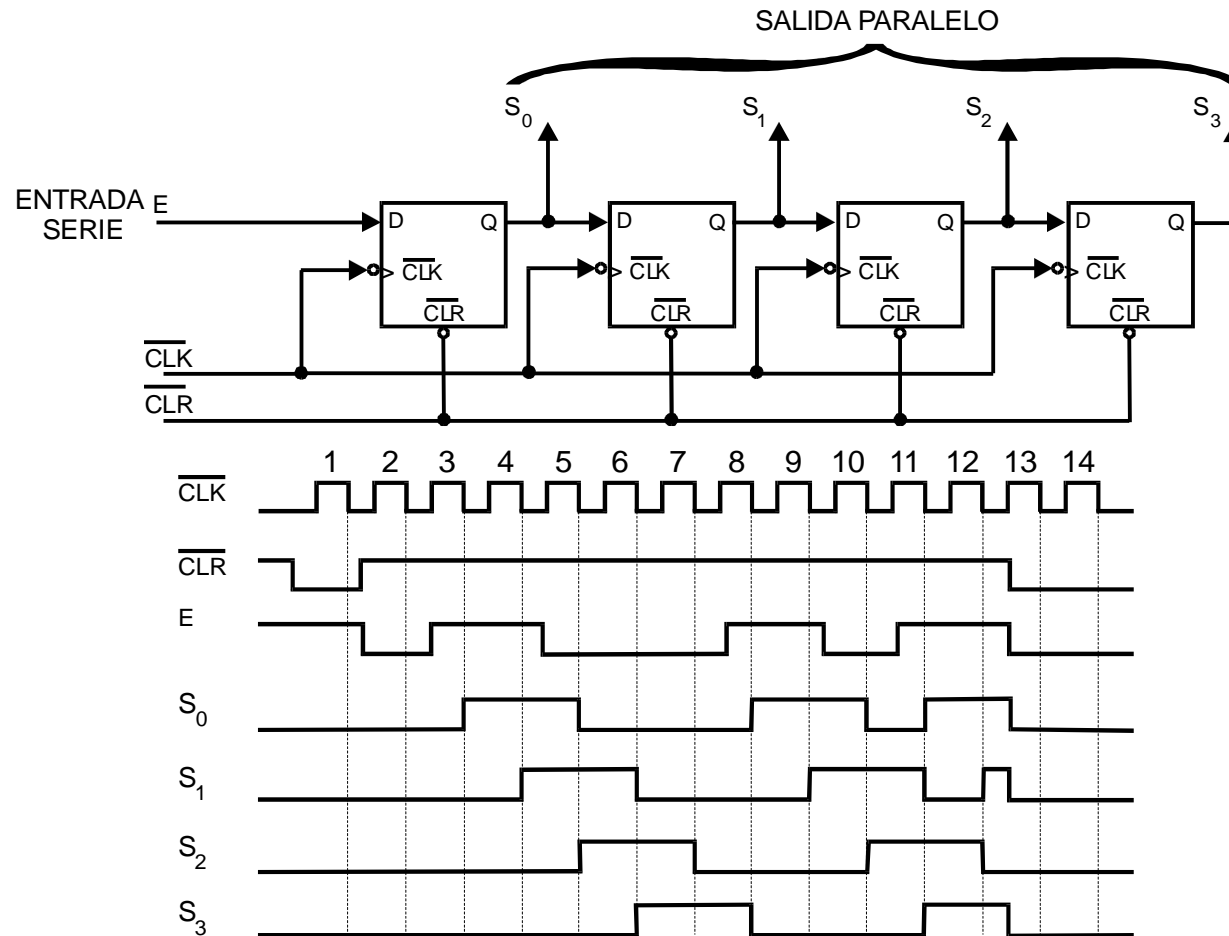 SALIDA PARALELO
S0 S1 S2 S3
ENTRADA SERIE E
D Q D Q D Q D Q
CLK CLK CLK CLK
CLR CLR CLR CLR
CLK
CLR
1 2 3 4 5 6 7 8 9 10 11 12 13 14
CLK
CLR
E
S0
S1
S2
S3